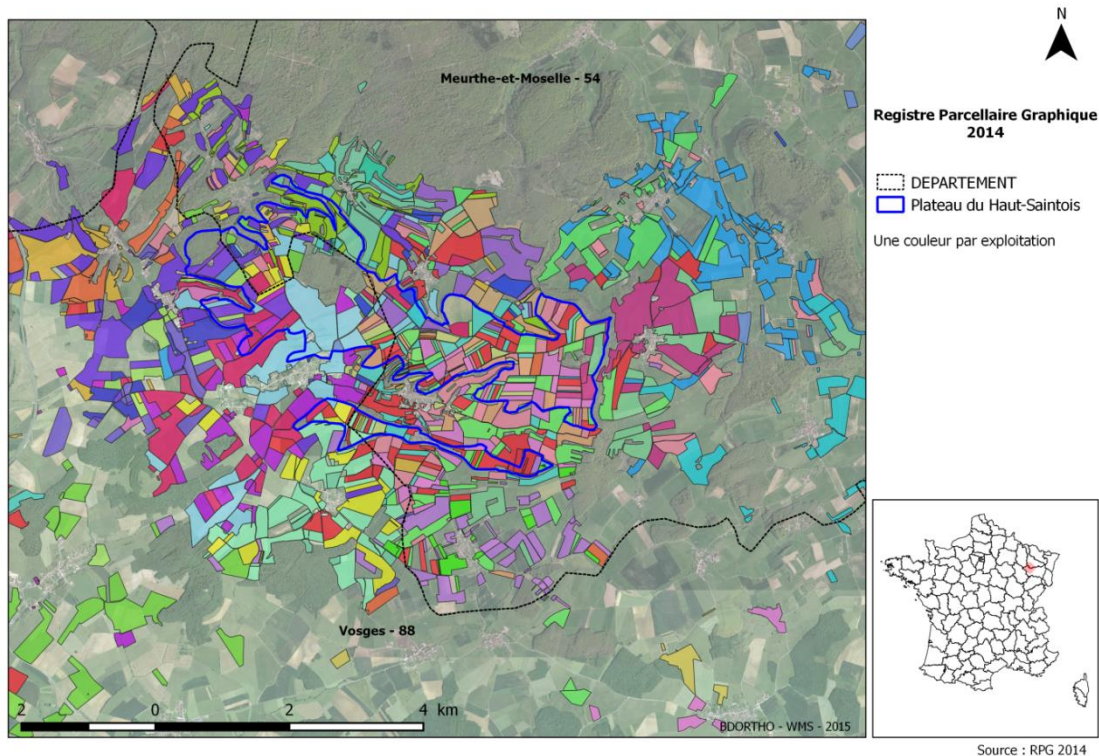 N
Meurthe-et-Moselle - 54
Registre Parcellaire Graphique
2014
DEPARTEMENT
Plateau du Haut-Saintois
Une couleur par exploitation
Vosges - 88
2 0 2 4 km
BDORTHO - WMS - 2015
Source : RPG 2014